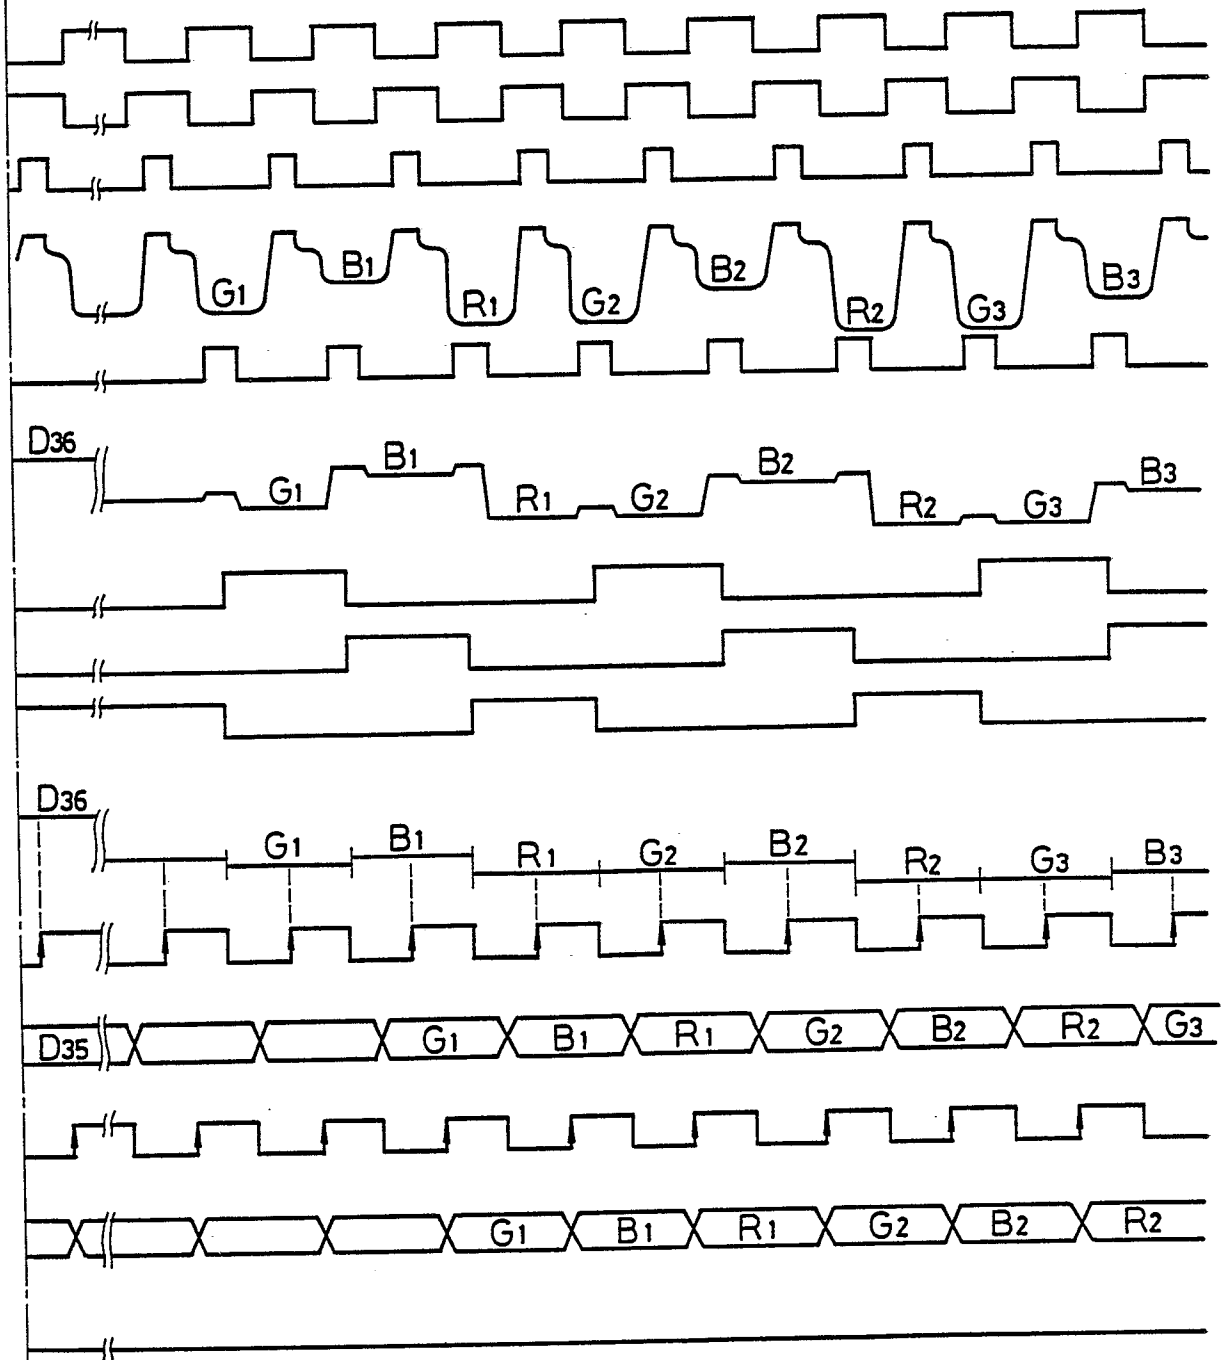 G1 B1 R1 G2 B2 R2 G3 B3
D36 G1 B1 R1 G2 B2 R2 G3 B3
D36 G1 B1 R1 G2 B2 R2 G3 B3
D35 G1 B1 R1 G2 B2 R2 G3
G1 B1 R1 G2 B2 R2